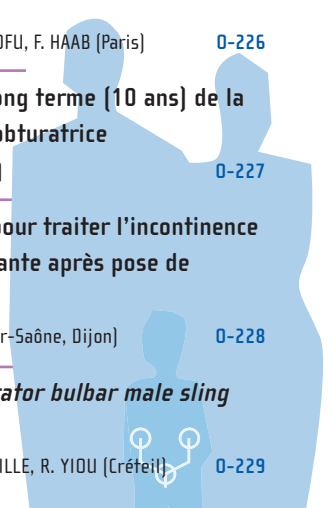 OFU, F. HAAB (Paris) O-226
ong terme (10 ans) de la
obturatrice
) O-227
pour traiter l'incontinence
ante après pose de
r-Saône, Dijon) O-228
rator bulbar male sling
ILLE, R. YIOU (Créteil) O-229